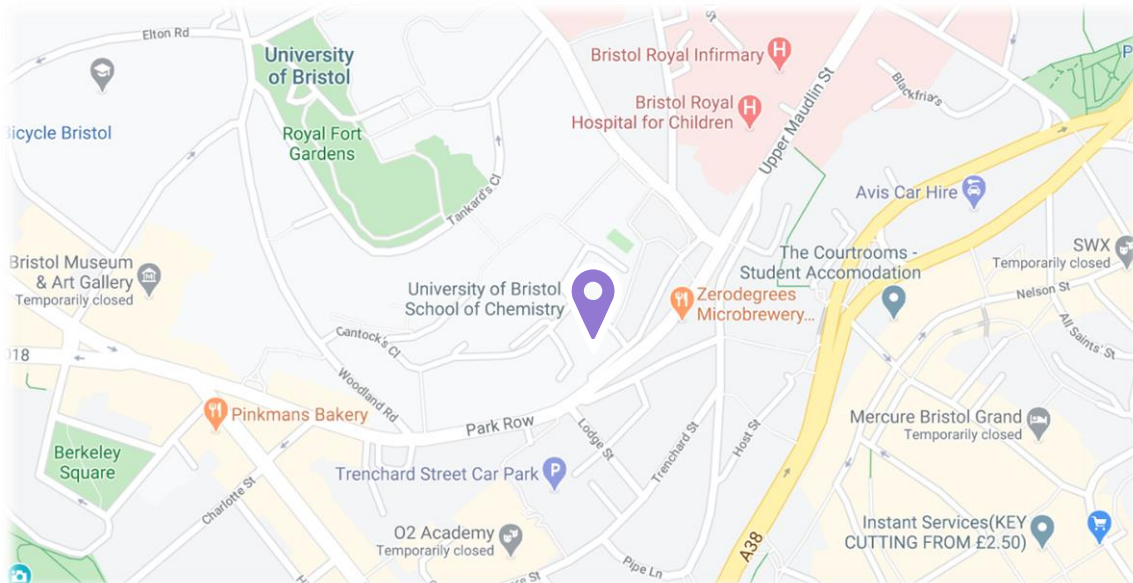 Elton Rd
University
of Bristol
Bristol Royal Infirmary
H
St
Bicycle Bristol
Royal Fort
Gardens
Bristol Royal
Hospital for Children
H
Upper Maudlin St
Blackfriars
P
Tankard's Cl
Avis Car Hire
Bristol Museum
& Art Gallery
Temporarily closed
The Courtrooms -
Student Accomodation
SWX
Temporarily closed
University of Bristol
School of Chemistry
Zerodegrees
Microbrewery...
Nelson St
All Saints' St
Cantock's Cl
018
Woodland Rd
Pinkmans Bakery
Park Row
Lodge St
Trenchard St
Host St
Mercure Bristol Grand
Temporarily closed
Berkeley
Square
Charlotte St
Trenchard Street Car Park
P
O2 Academy
Temporarily closed
A38
Instant Services(KEY
CUTTING FROM £2.50)
Pipe Ln
St